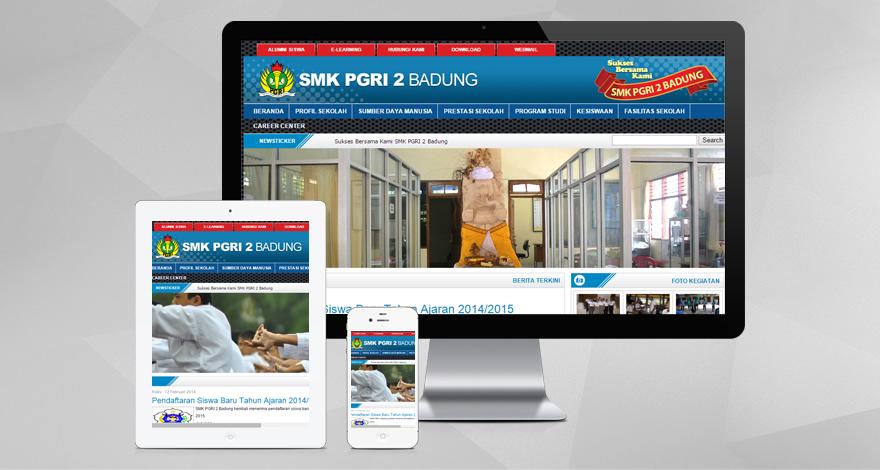 ALUMNI SISWA E-LEARNING HUBUNGI KAMI DOWNLOAD WEBMAIL
PGRI
SMK PGRI 2 BADUNG
Sukses
Bersama
Kami
SMK PGRI 2 BADUNG
BERANDA PROFIL SEKOLAH SUMBER DAYA MANUSIA PRESTASI SEKOLAH PROGRAM STUDI KESISWAAN FASILITAS SEKOLAH
CAREER CENTER
NEWSTICKER Sukses Bersama Kami SMK PGRI 2 Badung Search
BERITA TERKINI FOTO KEGIATAN
Siswa Baru Tahun Ajaran 2014/2015
ALUMNI SISWA E-LEARNING HUBUNGI KAMI DOWNLOAD
SMK PGRI 2 BADUNG
BERANDA PROFIL SEKOLAH SUMBER DAYA MANUSIA PRESTASI SEKO
CAREER CENTER
NEWSTICKER Sukses Bersama Kami SMK PGRI 2 Badung
Rabu - 12 Februari 2014
Pendaftaran Siswa Baru Tahun Ajaran 2014/
SMK PGRI 2 Badung kembali menerima pendaftaran siswa bar
2015
SMK PGRI 2 BADUNG
Pendaftaran Siswa Baru Tahun Ajaran 2